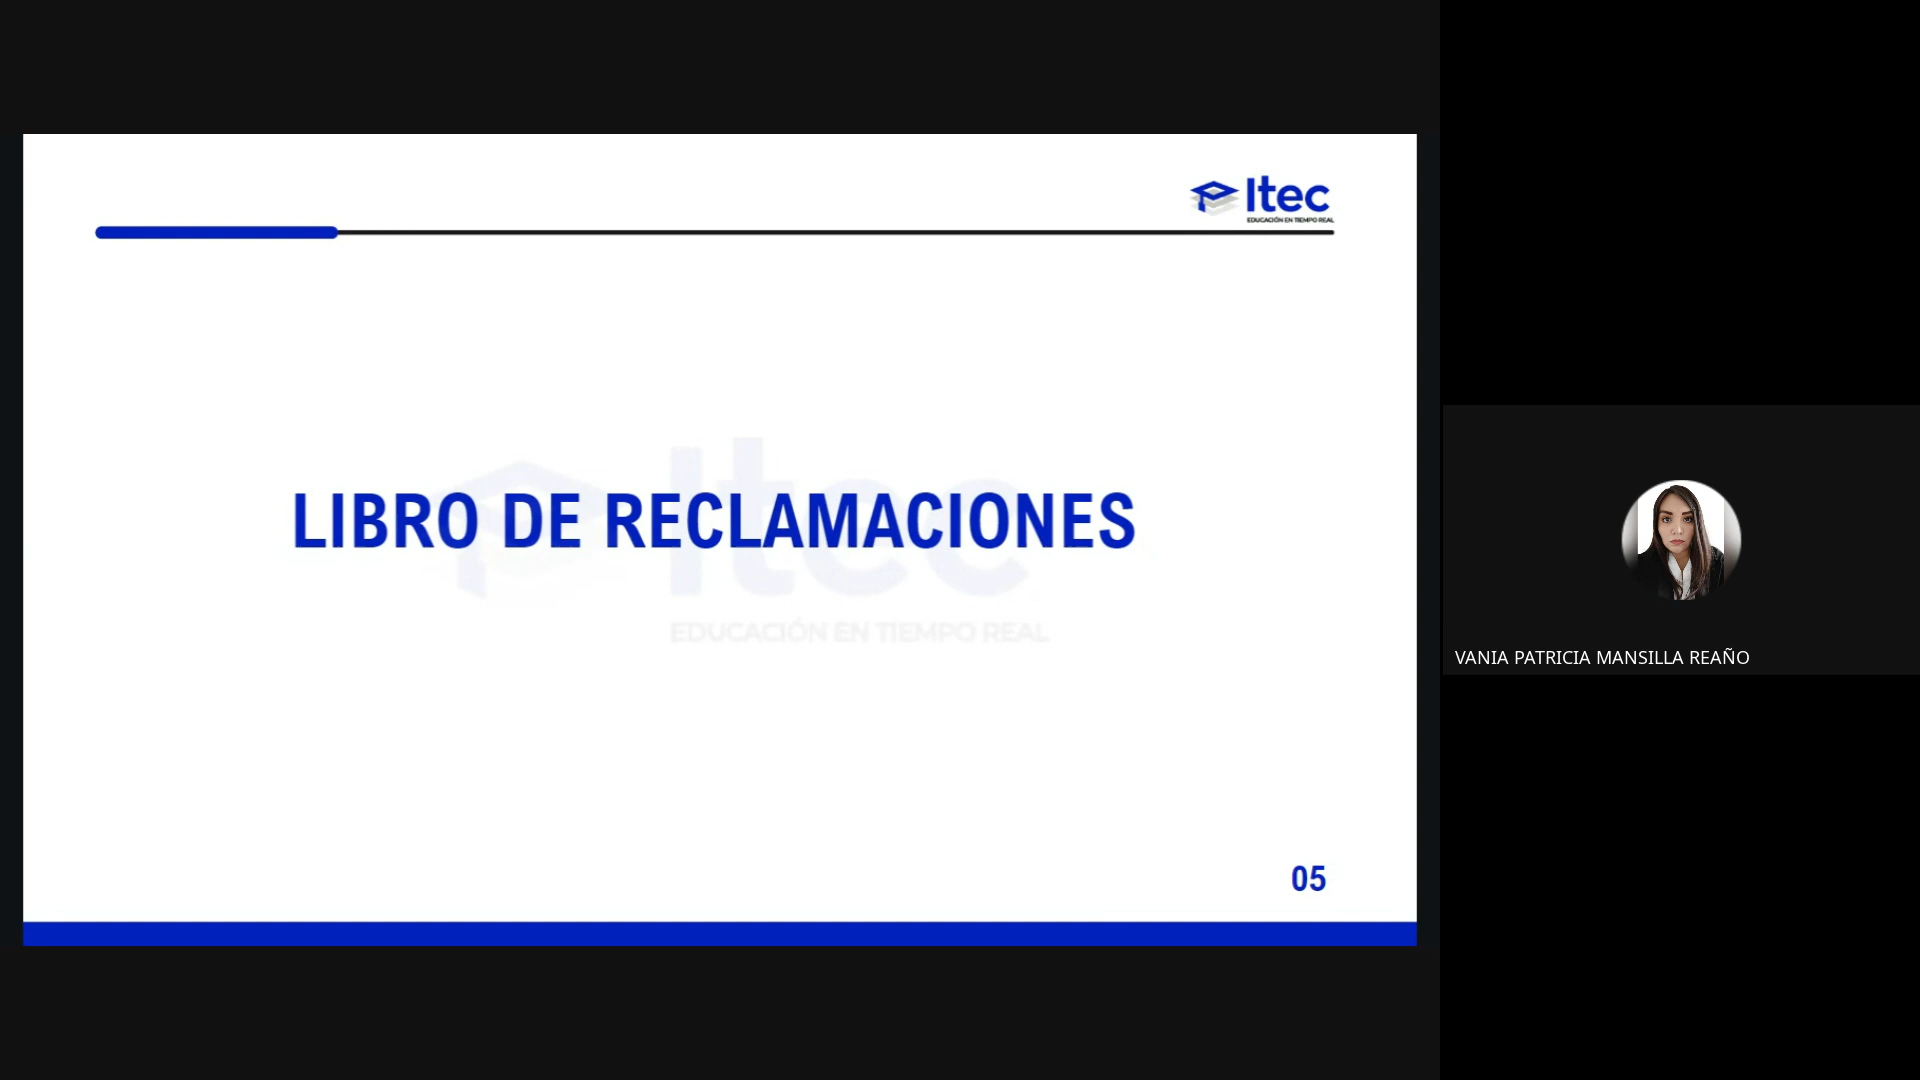 Itec
EDUCACIÓN EN TIEMPO REAL
LIBRO DE RECLAMACIONES
Itec
EDUCACIÓN EN TIEMPO REAL
VANIA PATRICIA MANSILLA REAÑO
05